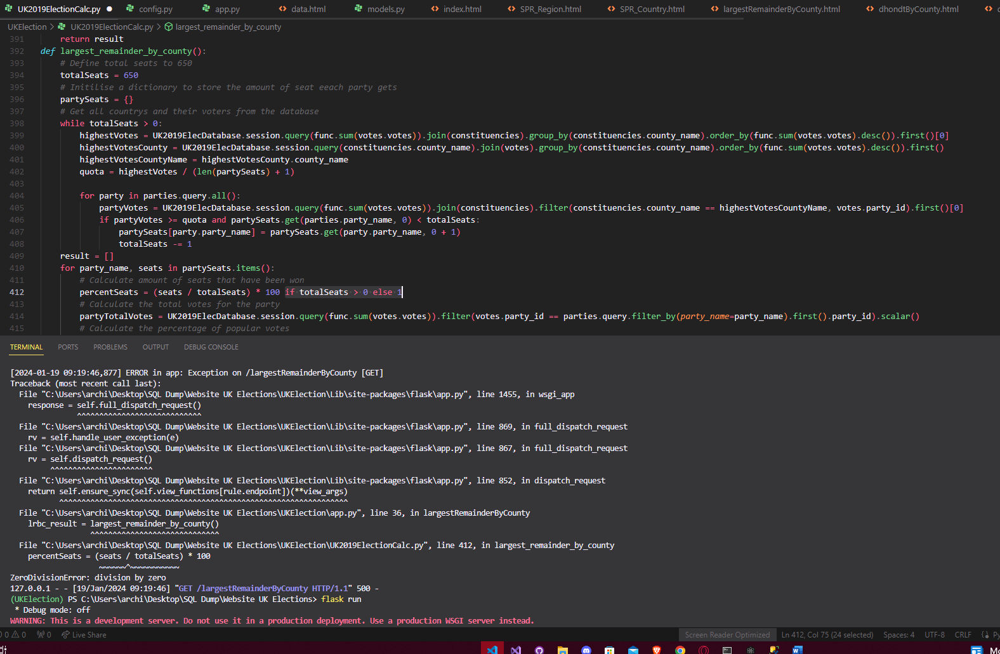 UK2019ElectionCalc.py config.py app.py data.html models.py index.html SPR_Region.html SPR_Country.html largestRemainderByCounty.html dhondtByCounty.html
UKElection > UK2019ElectionCalc.py > largest_remainder_by_county
391 return result
392 def largest_remainder_by_county():
393 # Define total seats to 650
394 totalSeats = 650
395 # Initilise a dictionary to store the amount of seat eeach party gets
396 partySeats = {}
397 # Get all countrys and their voters from the database
398 while totalSeats > 0:
399 highestVotes = UK2019ElecDatabase.session.query(func.sum(votes.votes)).join(constituencies).group_by(constituencies.county_name).order_by(func.sum(votes.votes).desc()).first()[0]
400 highestVotesCounty = UK2019ElecDatabase.session.query(constituencies.county_name).join(votes).group_by(constituencies.county_name).order_by(func.sum(votes.votes).desc()).first()
401 highestVotesCountyName = highestVotesCounty.county_name
402 quota = highestVotes / (len(partySeats) + 1)
403
404 for party in parties.query.all():
405 partyVotes = UK2019ElecDatabase.session.query(func.sum(votes.votes)).join(constituencies).filter(constituencies.county_name == highestVotesCountyName, votes.party_id).first()[0]
406 if partyVotes >= quota and partySeats.get(parties.party_name, 0) < totalSeats:
407 partySeats[party.party_name] = partySeats.get(party.party_name, 0 + 1)
408 totalSeats -= 1
409 result = []
410 for party_name, seats in partySeats.items():
411 # Calculate amount of seats that have been won
412 percentSeats = (seats / totalSeats) * 100 if totalSeats > 0 else 1
413 # Calculate the total votes for the party
414 partyTotalVotes = UK2019ElecDatabase.session.query(func.sum(votes.votes)).filter(votes.party_id == parties.query.filter_by(party_name=party_name).first().party_id).scalar()
415 # Calculate the percentage of popular votes
TERMINAL PORTS PROBLEMS OUTPUT DEBUG CONSOLE
[2024-01-19 09:19:46,877] ERROR in app: Exception on /largestRemainderByCounty [GET]
Traceback (most recent call last):
File "C:\Users\archi\Desktop\SQL Dump\Website UK Elections\UKElection\Lib\site-packages\flask\app.py", line 1455, in wsgi_app
response = self.full_dispatch_request()
^^^^^^^^^^^^^^^^^^^^^^^^^^^^
File "C:\Users\archi\Desktop\SQL Dump\Website UK Elections\UKElection\Lib\site-packages\flask\app.py", line 869, in full_dispatch_request
rv = self.handle_user_exception(e)
File "C:\Users\archi\Desktop\SQL Dump\Website UK Elections\UKElection\Lib\site-packages\flask\app.py", line 867, in full_dispatch_request
rv = self.dispatch_request()
^^^^^^^^^^^^^^^^^^^^^^^
File "C:\Users\archi\Desktop\SQL Dump\Website UK Elections\UKElection\Lib\site-packages\flask\app.py", line 852, in dispatch_request
return self.ensure_sync(self.view_functions[rule.endpoint])(**view_args)
^^^^^^^^^^^^^^^^^^^^^^^^^^^^^^^^^^^^^^^^^^^^^^^^^^^^^^^^^^^^^^^^^
File "C:\Users\archi\Desktop\SQL Dump\Website UK Elections\UKElection\app.py", line 36, in largestRemainderByCounty
lrbc_result = largest_remainder_by_county()
^^^^^^^^^^^^^^^^^^^^^^^^^^^^^
File "C:\Users\archi\Desktop\SQL Dump\Website UK Elections\UKElection\UK2019ElectionCalc.py", line 412, in largest_remainder_by_county
percentSeats = (seats / totalSeats) * 100
~~~~~~^~~~~~~~~~~~
ZeroDivisionError: division by zero
127.0.0.1 - - [19/Jan/2024 09:19:46] "GET /largestRemainderByCounty HTTP/1.1" 500 -
(UKElection) PS C:\Users\archi\Desktop\SQL Dump\Website UK Elections> flask run
* Debug mode: off
WARNING: This is a development server. Do not use it in a production deployment. Use a production WSGI server instead.
0 0 0 Live Share Screen Reader Optimized Ln 412, Col 75 (24 selected) Spaces: 4 UTF-8 CRLF Py